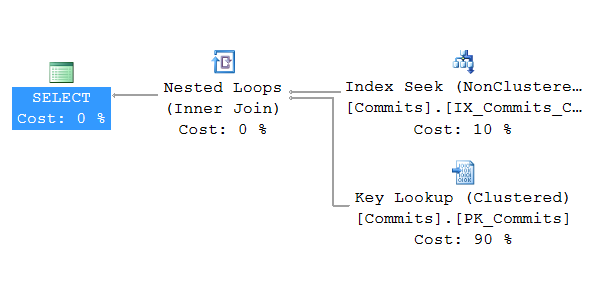 SELECT
Cost: 0 %
Nested Loops
(Inner Join)
Cost: 0 %
Index Seek (NonClustere…
[Commits].[IX_Commits_C…
Cost: 10 %
Key Lookup (Clustered)
[Commits].[PK_Commits]
Cost: 90 %